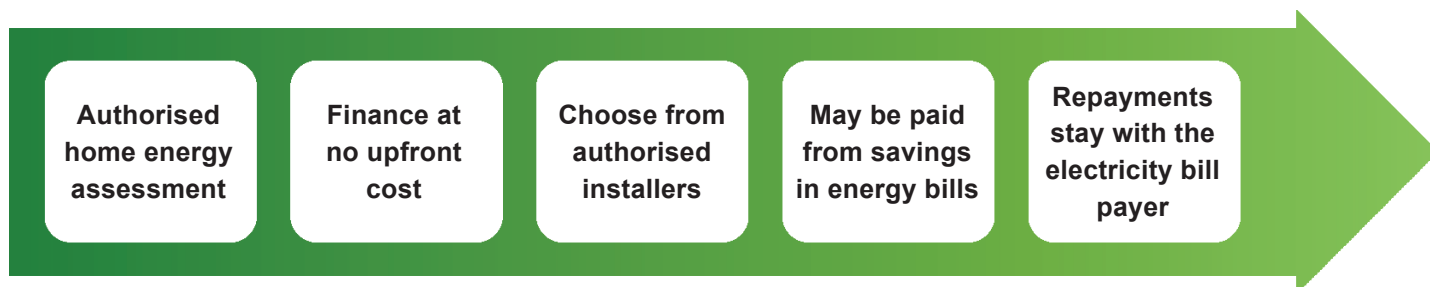 Authorised
home energy
assessment
Finance at
no upfront
cost
Choose from
authorised
installers
May be paid
from savings
in energy bills
Repayments
stay with the
electricity bill
payer